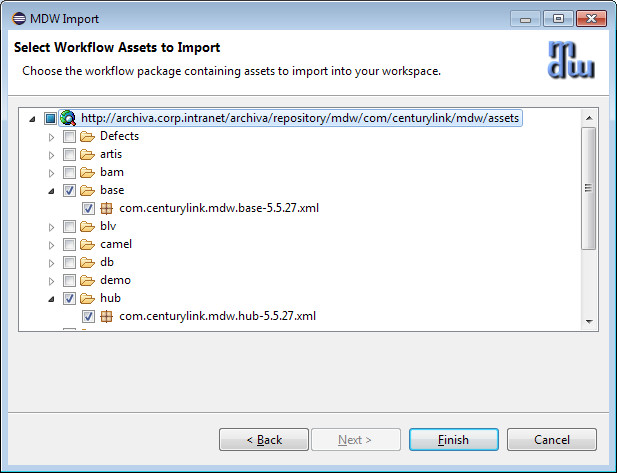 MDW Import
Select Workflow Assets to Import
Choose the workflow package containing assets to import into your workspace.
mdw
http://archiva.corp.intranet/archiva/repository/mdw/com/centurylink/mdw/assets
Defects
artis
bam
base
com.centurylink.mdw.base-5.5.27.xml
blv
camel
db
demo
hub
com.centurylink.mdw.hub-5.5.27.xml
< Back Next > Finish Cancel